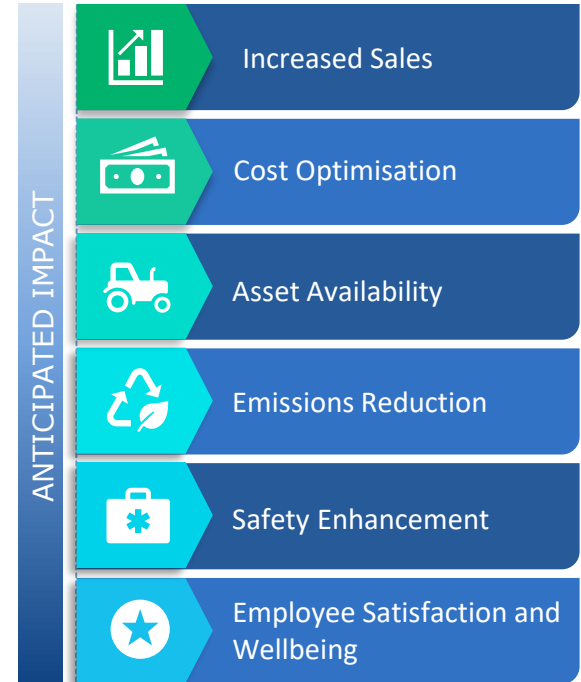 ANTICIPATED IMPACT
Increased Sales
Cost Optimisation
Asset Availability
Emissions Reduction
Safety Enhancement
Employee Satisfaction and
Wellbeing